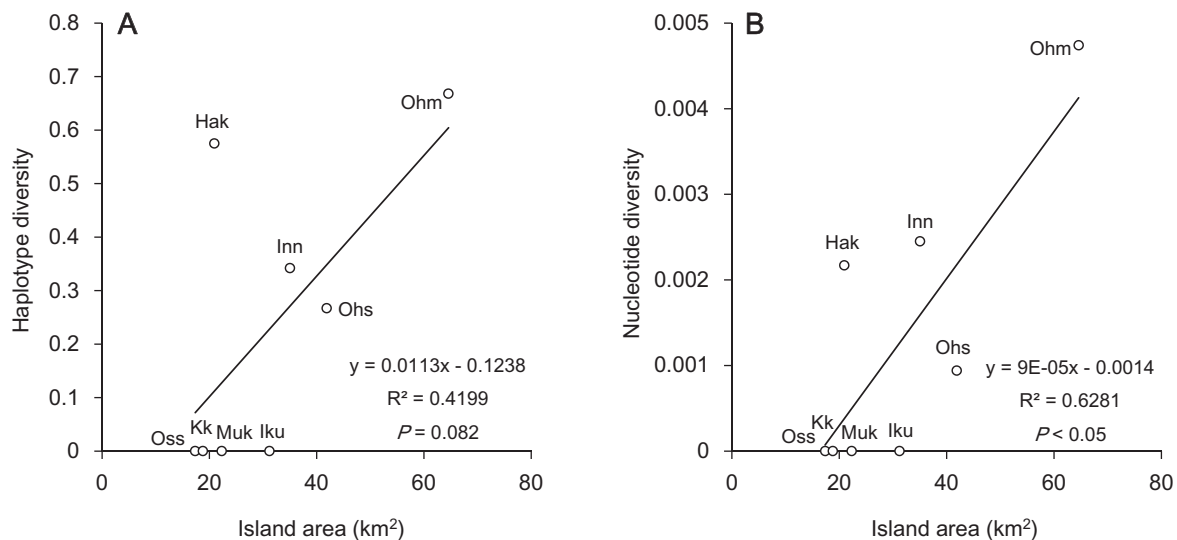 A
Haplotype diversity
0.8
0.7
0.6
0.5
0.4
0.3
0.2
0.1
0
Ohm
Hak
Inn
Ohs
y = 0.0113x - 0.1238
R² = 0.4199
P = 0.082
Oss
Kk
Muk
Iku
0
20
40
60
80
Island area (km²)
B
Nucleotide diversity
0.005
0.004
0.003
0.002
0.001
0
Ohm
Hak
Inn
Ohs
y = 9E-05x - 0.0014
R² = 0.6281
P < 0.05
Oss
Kk
Muk
Iku
0
20
40
60
80
Island area (km²)